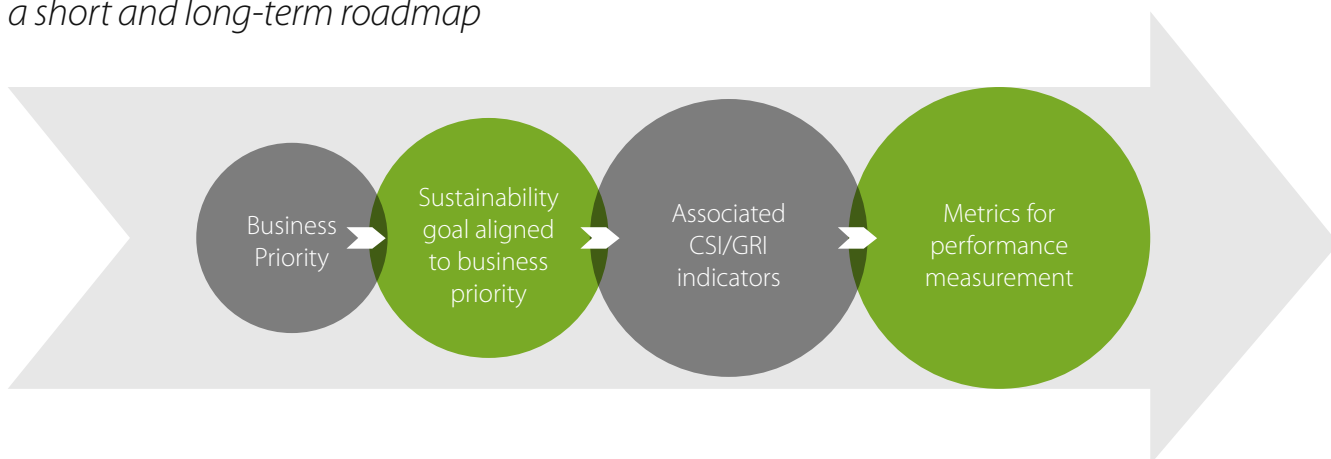 a short and long-term roadmap
Business
Priority
Sustainability
goal aligned
to business
priority
Associated
CSI/GRI
indicators
Metrics for
performance
measurement